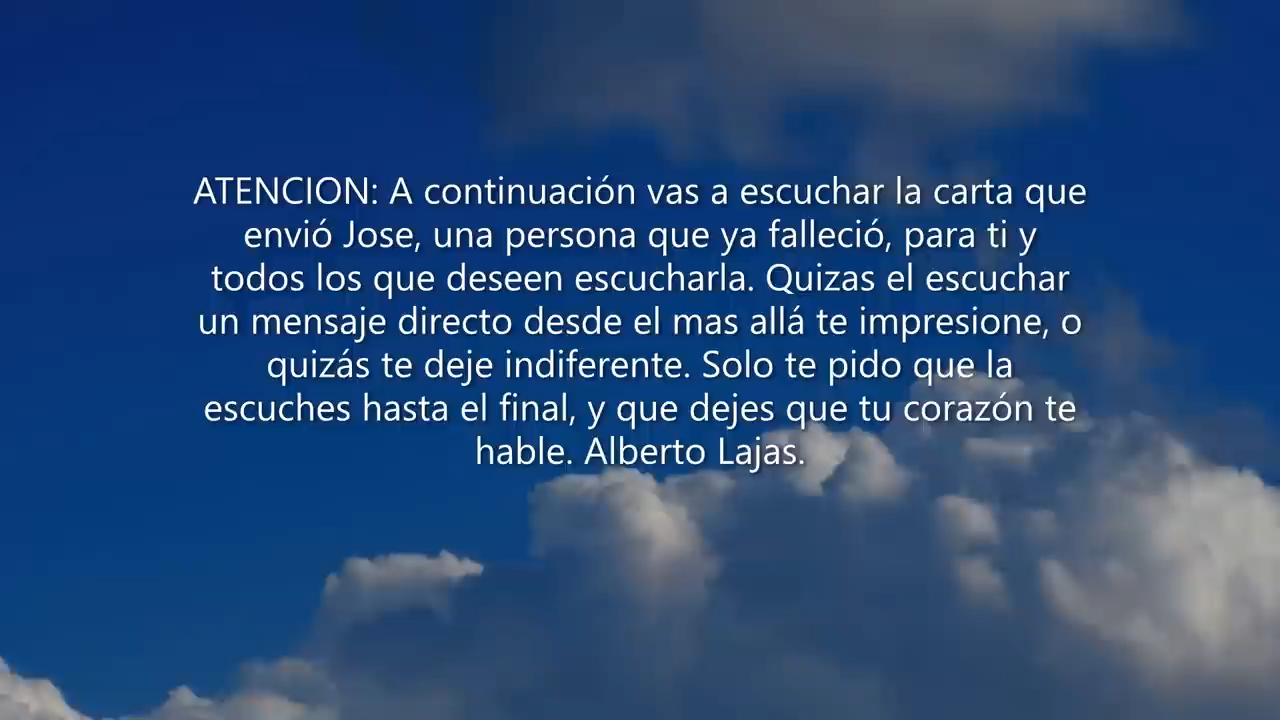 ATENCION: A continuación vas a escuchar la carta que
envió Jose, una persona que ya falleció, para ti y
todos los que deseen escucharla. Quizas el escuchar
un mensaje directo desde el mas allá te impresione, o
quizás te deje indiferente. Solo te pido que la
escuches hasta el final, y que dejes que tu corazón te
hable. Alberto Lajas.